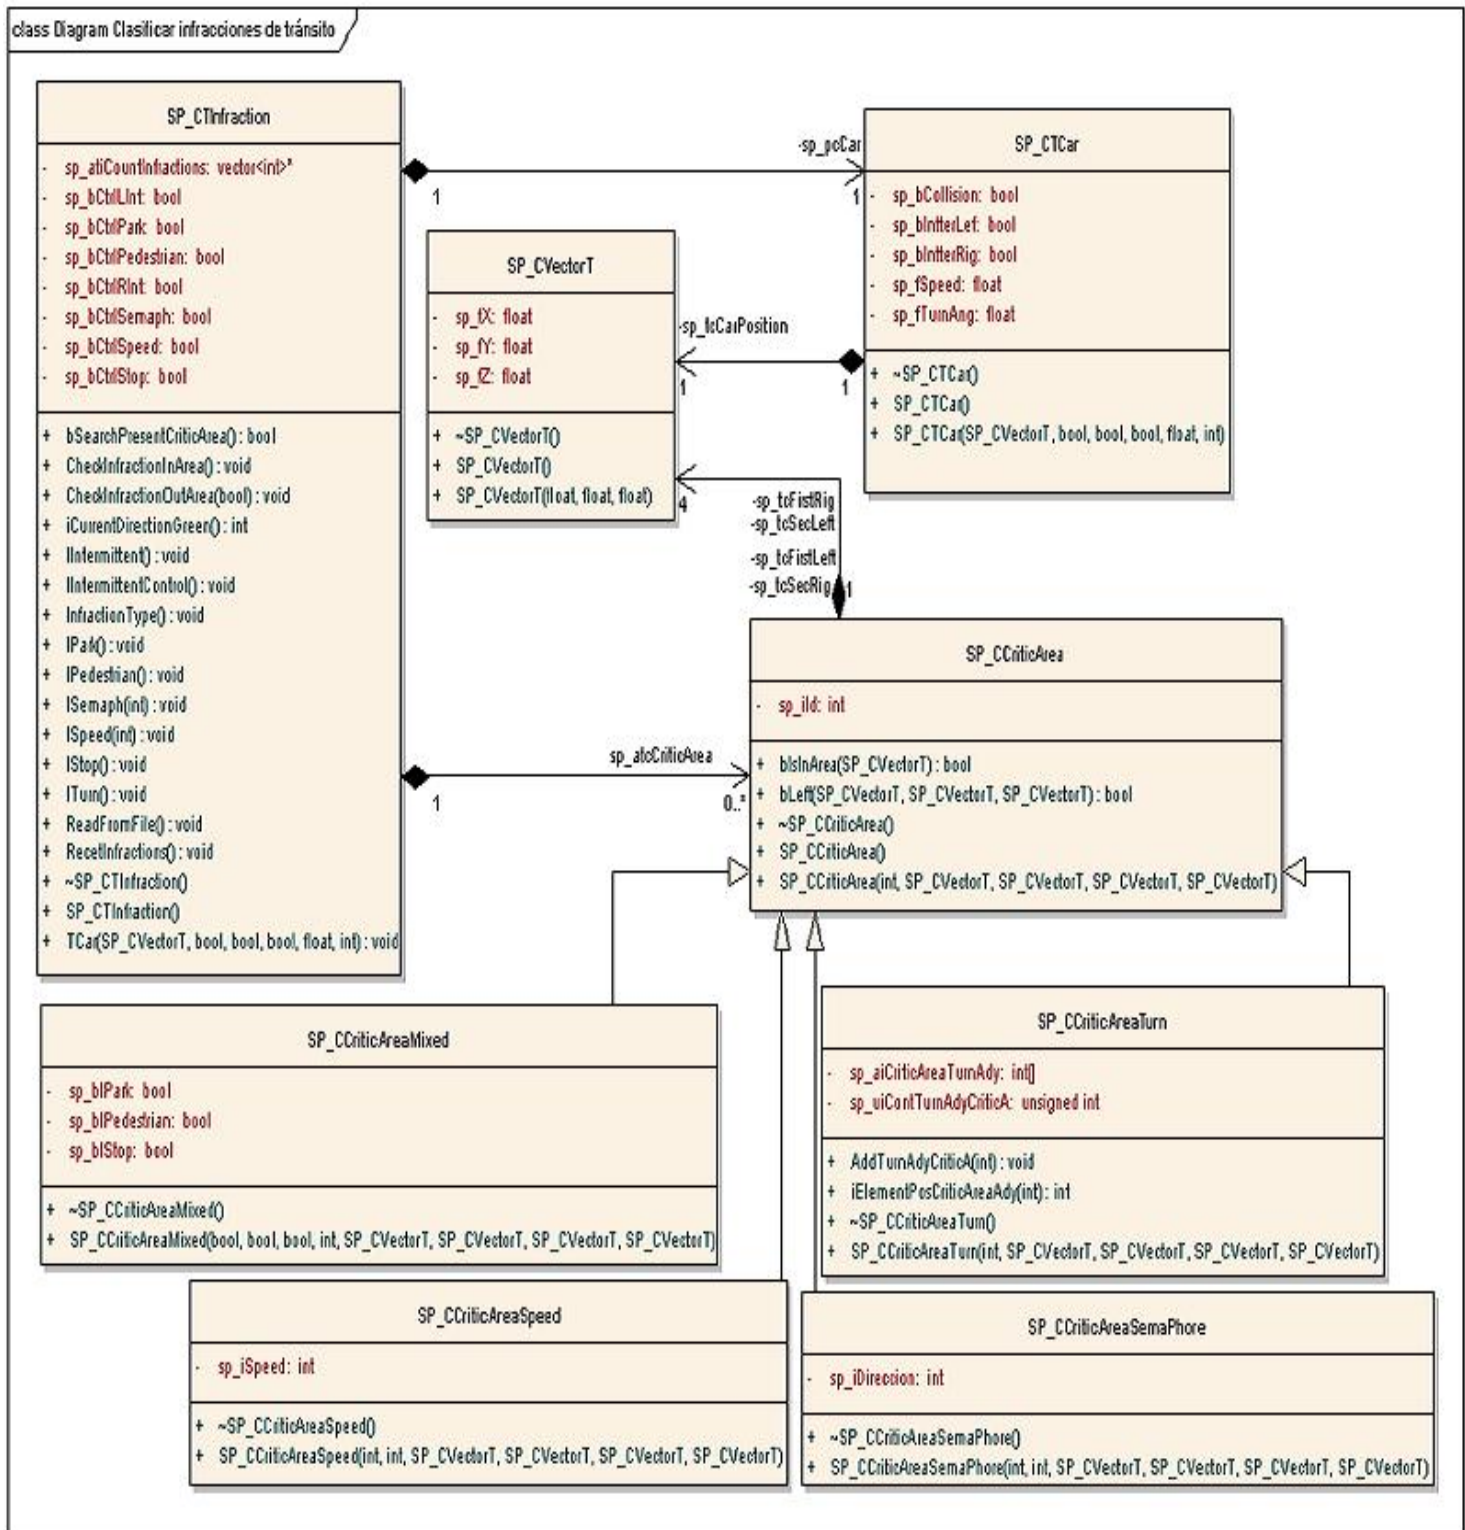 class Diagram Clasificar infracciones de tránsito
SP_CTInfraction
- sp_atiCountInfractions: vector<int>*
- sp_bCtrlLInt: bool
- sp_bCtrlPark: bool
- sp_bCtrlPedestrian: bool
- sp_bCtrlRInt: bool
- sp_bCtrlSemaph: bool
- sp_bCtrlSpeed: bool
- sp_bCtrlStop: bool
+ bSearchPresentCriticArea(): bool
+ CheckInfractionInArea(): void
+ CheckInfractionOutArea(bool): void
+ iCurrentDirectionGreen(): int
+ IIntermittent(): void
+ IIntermittentControl(): void
+ InfractionType(): void
+ IPark(): void
+ IPedestrian(): void
+ ISemaph(int): void
+ ISpeed(int): void
+ IStop(): void
+ ITurn(): void
+ ReadFromFile(): void
+ RecetInfractions(): void
+ ~SP_CTInfraction()
+ SP_CTInfraction()
+ TCar(SP_CVectorT, bool, bool, bool, float, int): void
-sp_pcCar
1
1
SP_CTCar
- sp_bCollision: bool
- sp_bIntterLef: bool
- sp_bIntterRig: bool
- sp_fSpeed: float
- sp_fTurnAng: float
+ ~SP_CTCar()
+ SP_CTCar()
+ SP_CTCar(SP_CVectorT, bool, bool, bool, float, int)
SP_CVectorT
- sp_fX: float
- sp_fY: float
- sp_fZ: float
+ ~SP_CVectorT()
+ SP_CVectorT()
+ SP_CVectorT(float, float, float)
-sp_tcCarPosition
1
1
4
-sp_tcFistRig
-sp_tcSecLeft
-sp_tcFistLeft
-sp_tcSecRig
1
sp_atcCriticArea
1
0..*
SP_CCriticArea
- sp_iId: int
+ bIsInArea(SP_CVectorT): bool
+ bLeft(SP_CVectorT, SP_CVectorT, SP_CVectorT): bool
+ ~SP_CCriticArea()
+ SP_CCriticArea()
+ SP_CCriticArea(int, SP_CVectorT, SP_CVectorT, SP_CVectorT, SP_CVectorT)
SP_CCriticAreaMixed
- sp_bIPark: bool
- sp_bIPedestrian: bool
- sp_bIStop: bool
+ ~SP_CCriticAreaMixed()
+ SP_CCriticAreaMixed(bool, bool, bool, int, SP_CVectorT, SP_CVectorT, SP_CVectorT, SP_CVectorT)
SP_CCriticAreaTurn
- sp_aiCriticAreaTurnAdy: int[]
- sp_uiContTurnAdyCriticA: unsigned int
+ AddTurnAdyCriticA(int): void
+ iElementPosCriticAreaAdy(int): int
+ ~SP_CCriticAreaTurn()
+ SP_CCriticAreaTurn(int, SP_CVectorT, SP_CVectorT, SP_CVectorT, SP_CVectorT)
SP_CCriticAreaSpeed
- sp_iSpeed: int
+ ~SP_CCriticAreaSpeed()
+ SP_CCriticAreaSpeed(int, int, SP_CVectorT, SP_CVectorT, SP_CVectorT, SP_CVectorT)
SP_CCriticAreaSemaPhore
- sp_iDireccion: int
+ ~SP_CCriticAreaSemaPhore()
+ SP_CCriticAreaSemaPhore(int, int, SP_CVectorT, SP_CVectorT, SP_CVectorT, SP_CVectorT)